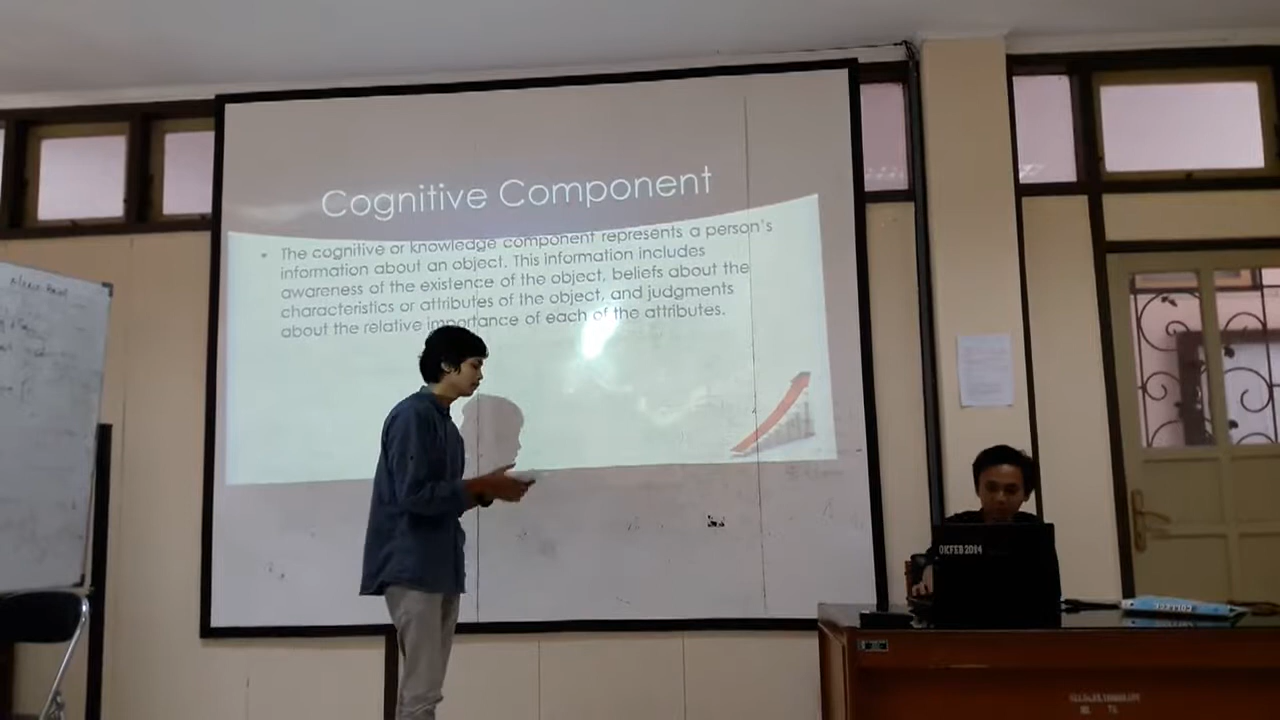 Cognitive Component
• The cognitive or knowledge component represents a person's
information about an object. This information includes
awareness of the existence of the object, beliefs about the
characteristics or attributes of the object, and judgments
about the relative importance of each of the attributes.
OKFEB2014
COLLEGE